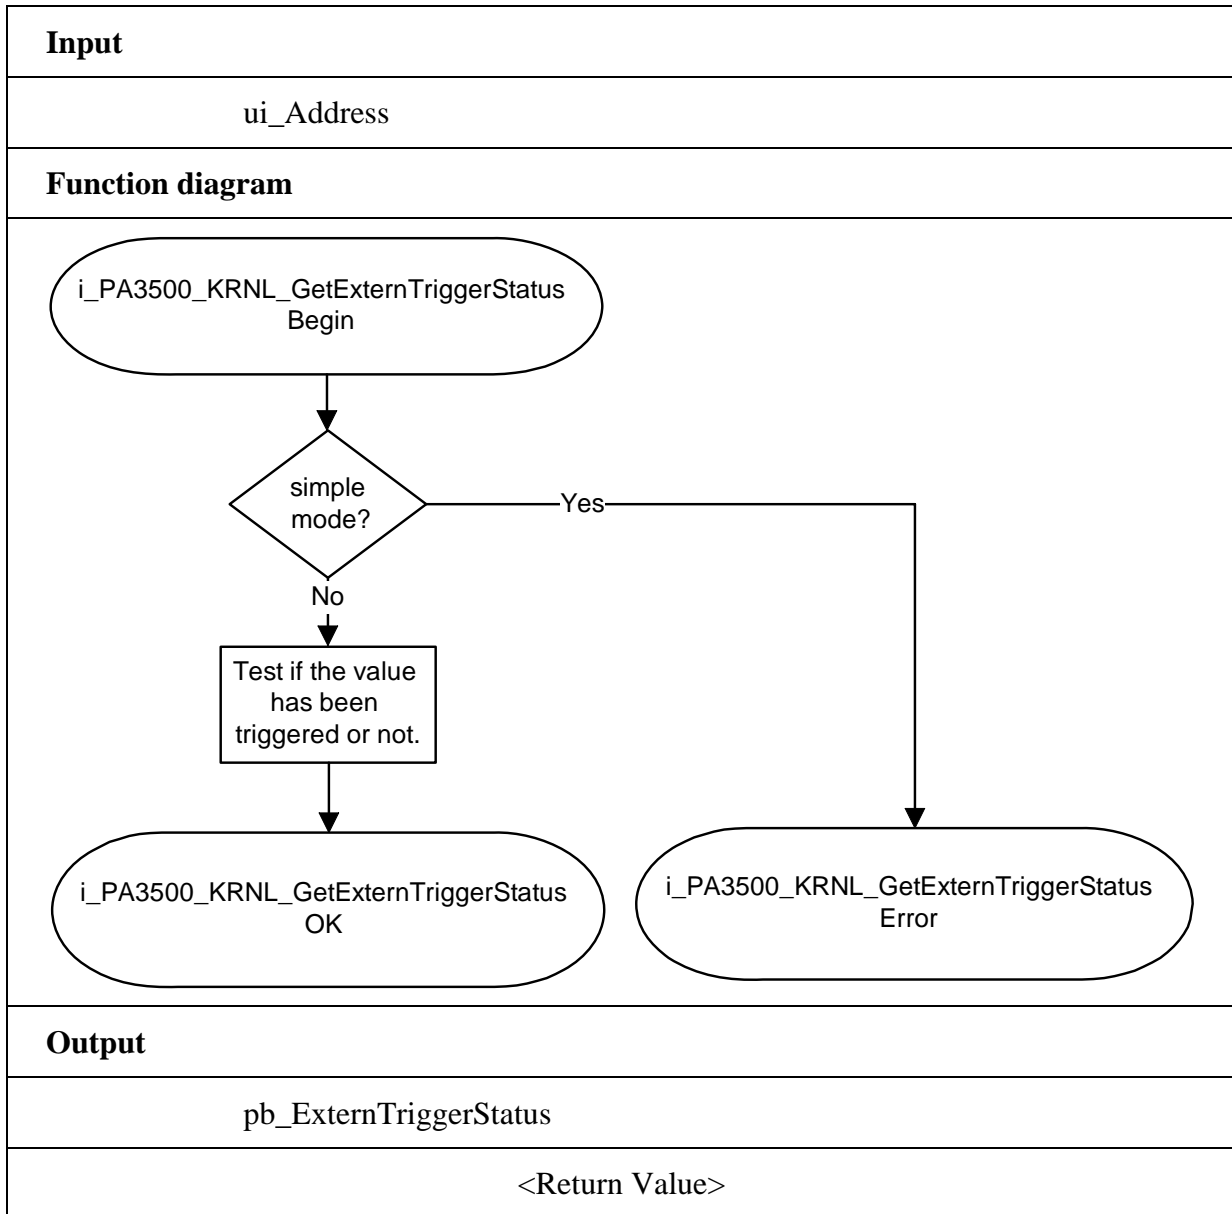 Input
ui_Address
Function diagram
i_PA3500_KRNL_GetExternTriggerStatus
Begin
simple
mode?
Yes
No
Test if the value
has been
triggered or not.
i_PA3500_KRNL_GetExternTriggerStatus
OK
i_PA3500_KRNL_GetExternTriggerStatus
Error
Output
pb_ExternTriggerStatus
<Return Value>